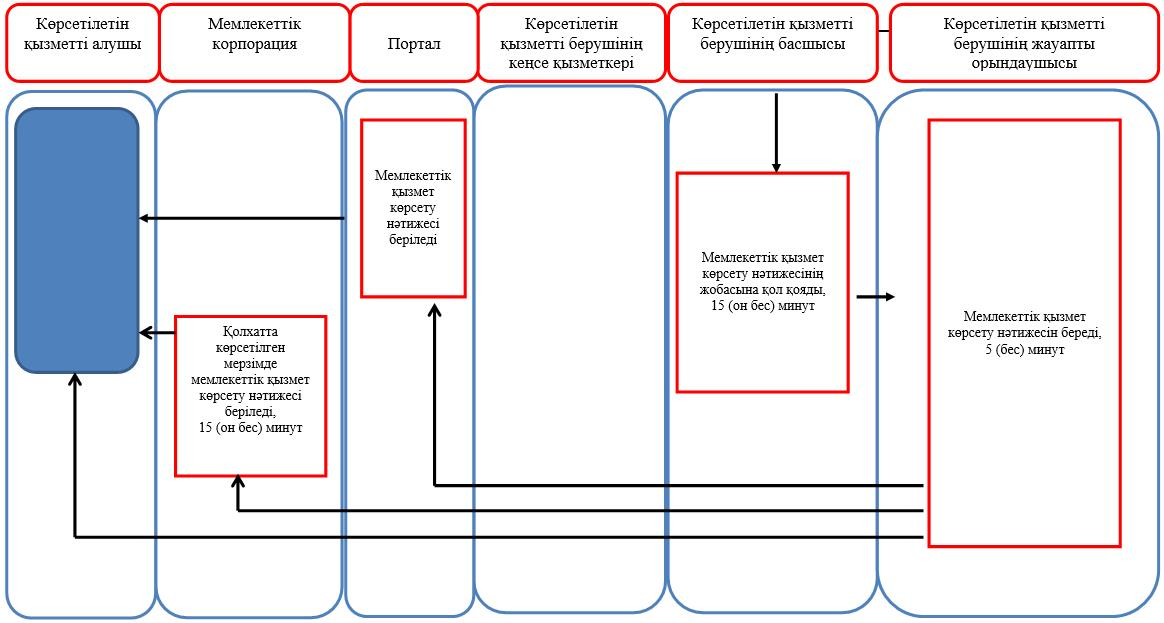 Көрсетілетін
қызметті алушы
Мемлекеттік
корпорация
Портал
Көрсетілетін
қызметті берушінің
кеңсе қызметкері
Көрсетілетін қызметті
берушінің басшысы
Көрсетілетін қызметті
берушінің жауапты
орындаушысы
Мемлекеттік
қызмет
көрсету
нәтижесі
беріледі
Мемлекеттік қызмет
көрсету нәтижесінің
жобасына қол қояды,
15 (он бес) минут
Мемлекеттік қызмет
көрсету нәтижесін береді,
5 (бес) минут
Қолхатта
көрсетілген
мерзімде
мемлекеттік қызмет
көрсету нәтижесі
беріледі,
15 (он бес) минут